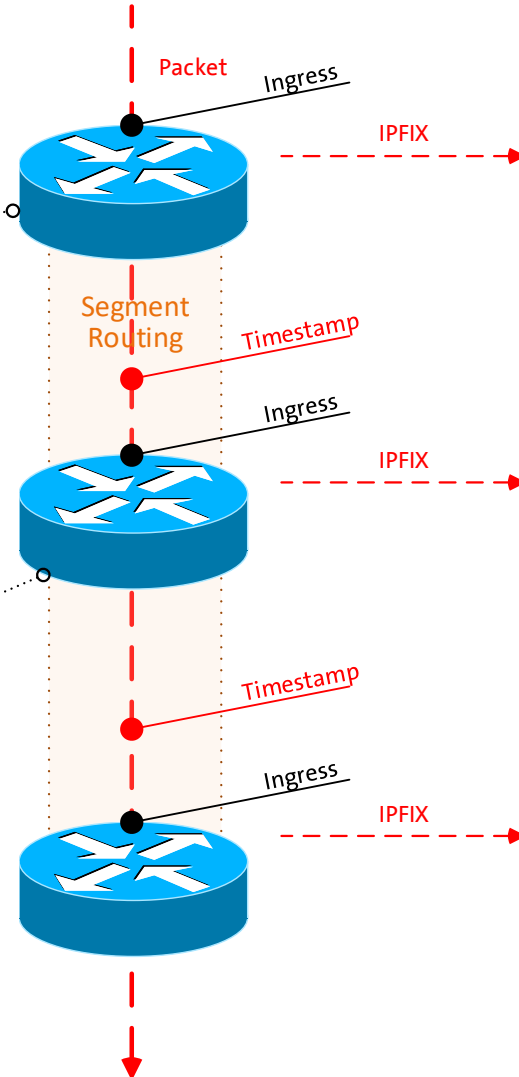 Packet
Ingress
IPFIX
Segment
Routing
Timestamp
Ingress
IPFIX
Timestamp
Ingress
IPFIX